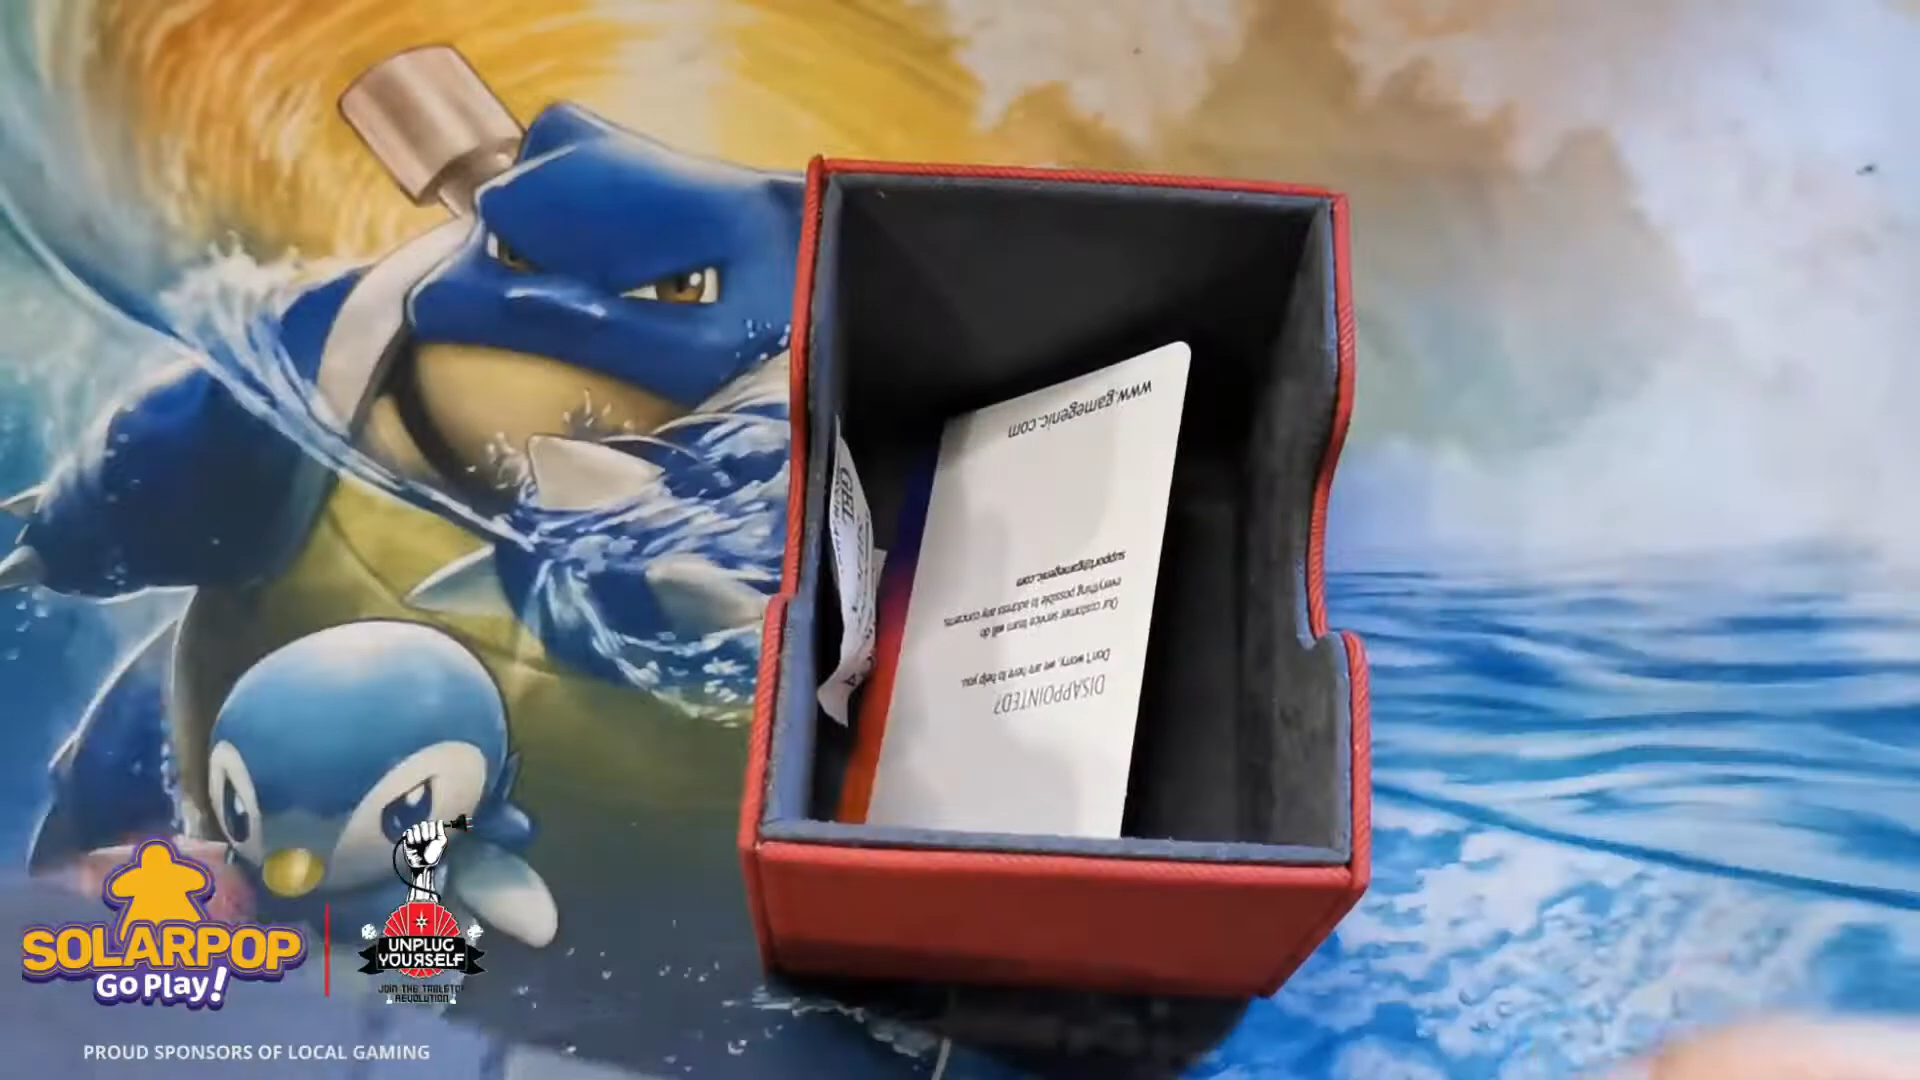 www.gamegenic.com
support@gamegenic.com
everything possible to address any concerns.
Our customer service team will do
Don't worry, we are here to help you.
DISAPPOINTED?
GEL
SOLARPOP
Go Play!
UNPLUG
YOURSELF
JOIN THE TABLETOP
REVOLUTION
PROUD SPONSORS OF LOCAL GAMING